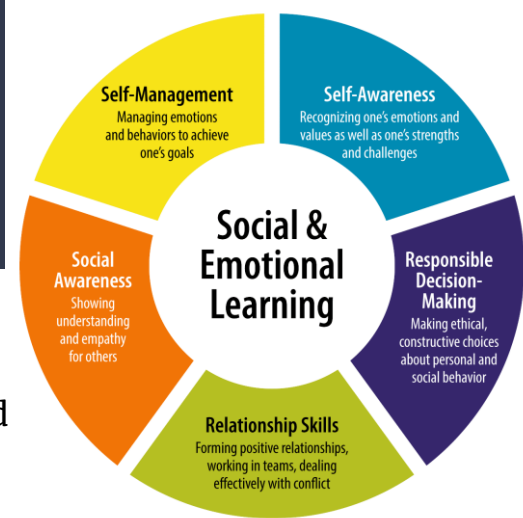 Self-Management
Managing emotions
and behaviors to achieve
one's goals
Self-Awareness
Recognizing one's emotions and
values as well as one's strengths
and challenges
Social &
Emotional
Learning
Social
Awareness
Showing
understanding
and empathy
for others
Responsible
Decision-
Making
Making ethical,
constructive choices
about personal and
social behavior
d
Relationship Skills
Forming positive relationships,
working in teams, dealing
effectively with conflict